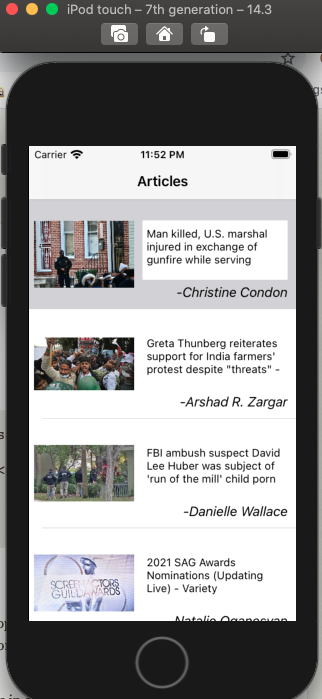 iPod touch – 7th generation – 14.3
Carrier 11:52 PM
Articles
Man killed, U.S. marshal
injured in exchange of
gunfire while serving
-Christine Condon
Greta Thunberg reiterates
support for India farmers'
protest despite "threats" -
-Arshad R. Zargar
FBI ambush suspect David
Lee Huber was subject of
'run of the mill' child porn
-Danielle Wallace
2021 SAG Awards
Nominations (Updating
Live) - Variety
SCREEN ACTORS
GUILD AWARDS
-Natalie Oganesyan